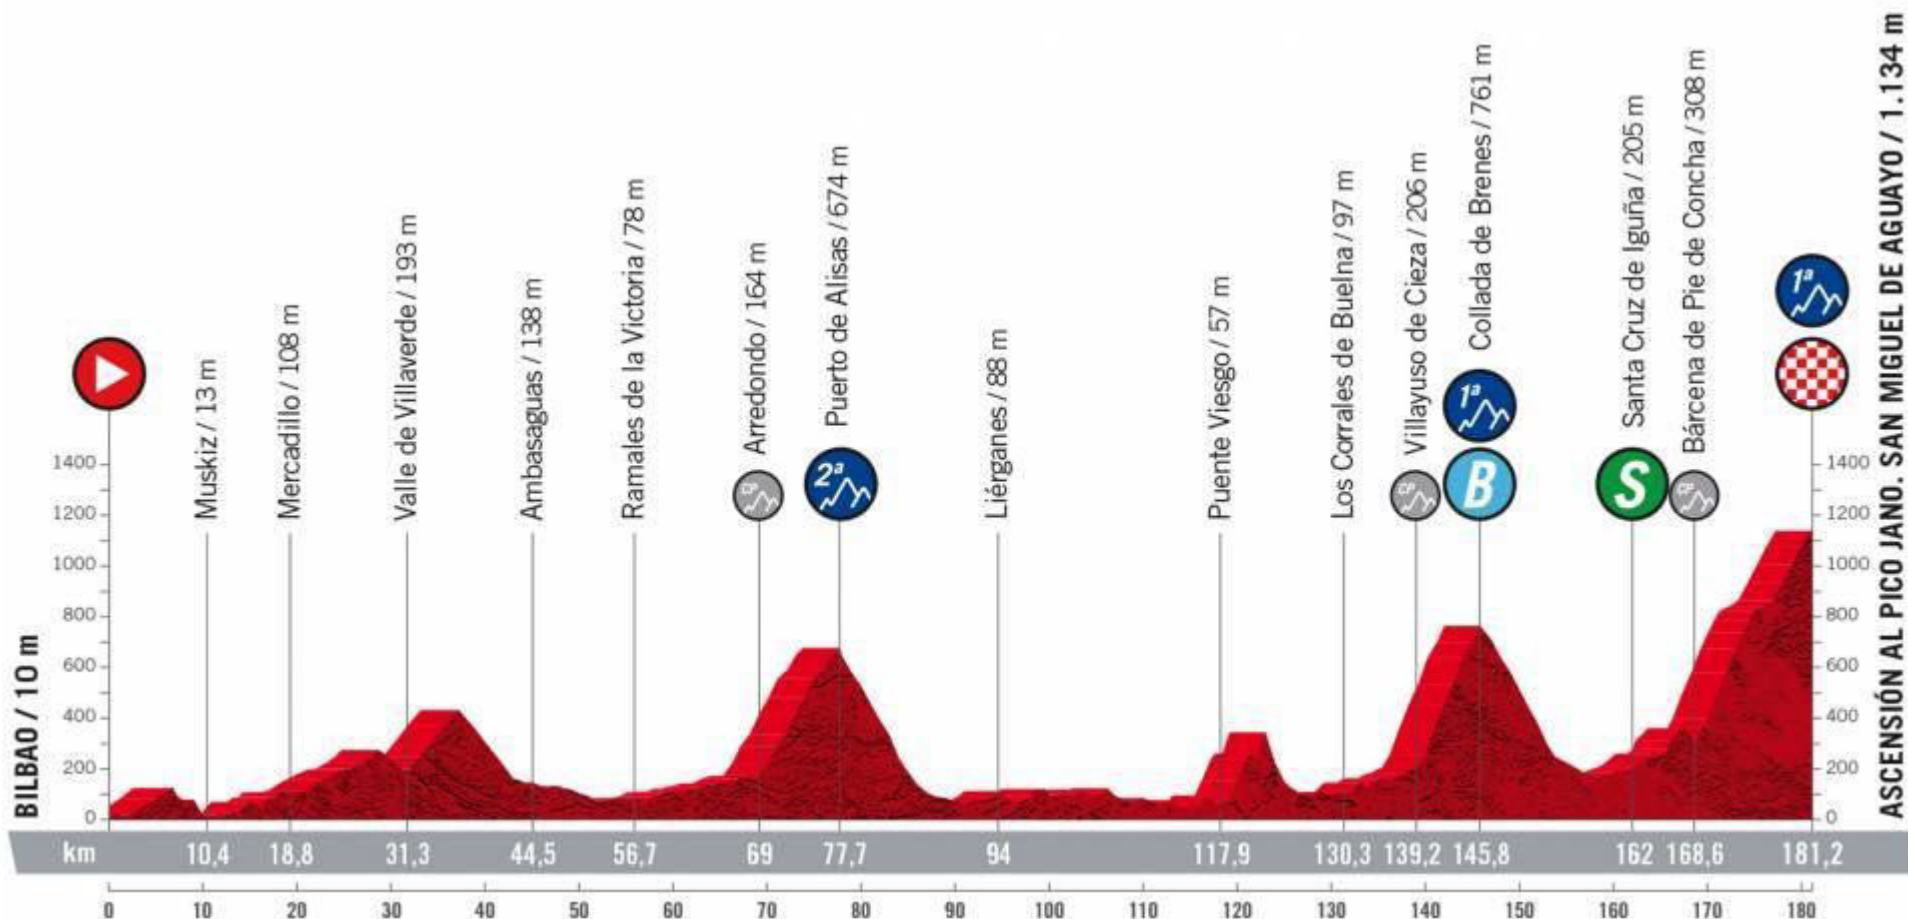 BILBAO / 10 m
Muskiz / 13 m
Mercadillo / 108 m
Valle de Villaverde / 193 m
Ambasaguas / 138 m
Ramales de la Victoria / 78 m
Arredondo / 164 m
Puerto de Alisas / 674 m
Liérganes / 88 m
Puente Viesgo / 57 m
Los Corrales de Buelna / 97 m
Villayuso de Cieza / 206 m
Collada de Brenes / 761 m
Santa Cruz de Iguña / 205 m
Bárcena de Pie de Concha / 308 m
ASCENSIÓN AL PICO JANO. SAN MIGUEL DE AGUAYO / 1.134 m
CP
2ª
CP
1ª
B
S
CP
1ª
1400
1200
1000
800
600
400
200
0
1400
1200
1000
800
600
400
200
0
km 10,4 18,8 31,3 44,5 56,7 69 77,7 94 117,9 130,3 139,2 145,8 162 168,6 181,2
0 10 20 30 40 50 60 70 80 90 100 110 120 130 140 150 160 170 180